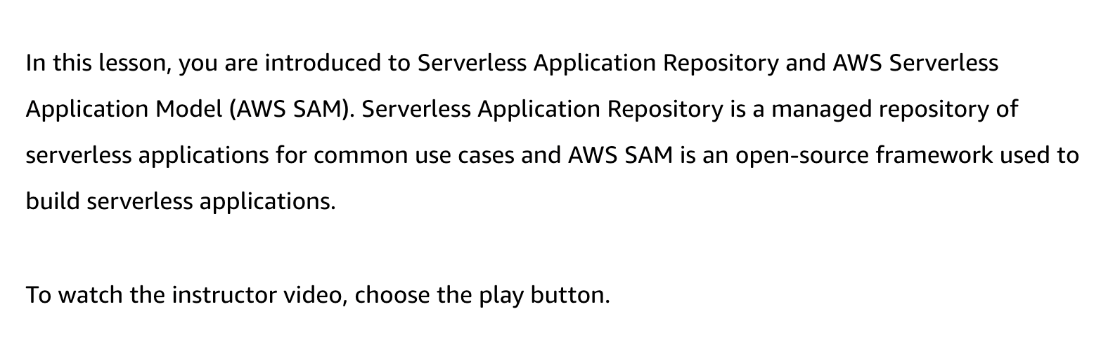 In this lesson, you are introduced to Serverless Application Repository and AWS Serverless
Application Model (AWS SAM). Serverless Application Repository is a managed repository of
serverless applications for common use cases and AWS SAM is an open-source framework used to
build serverless applications.
To watch the instructor video, choose the play button.